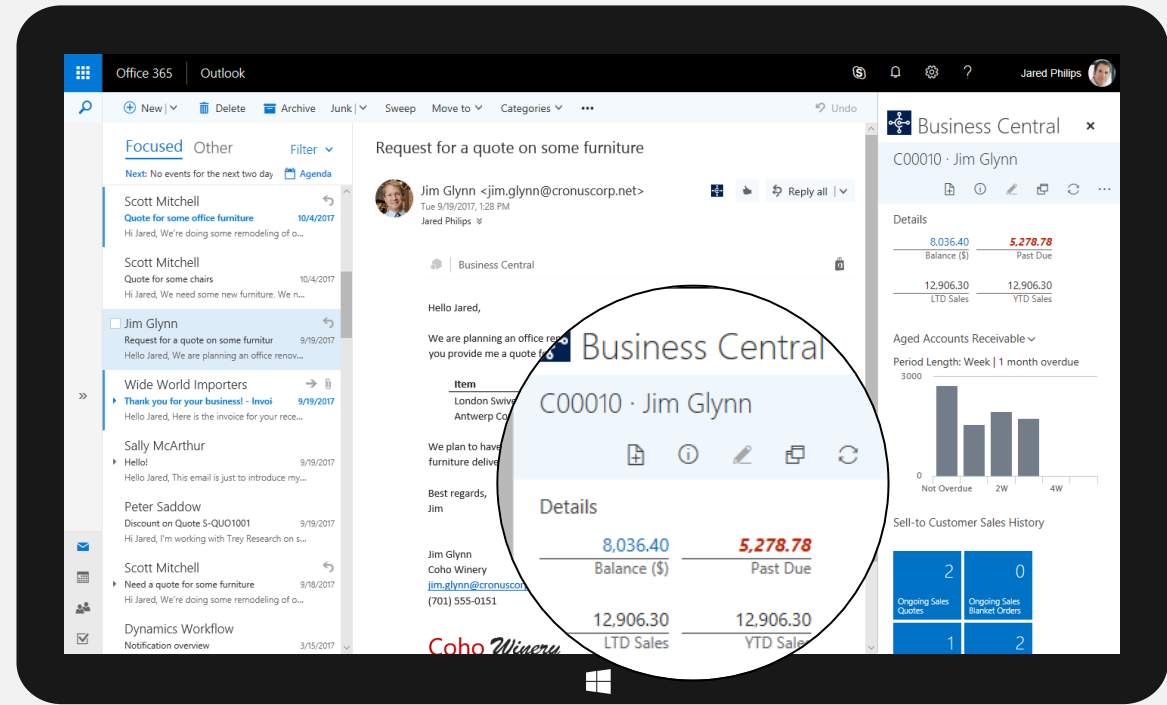 Office 365 Outlook
Jared Philips
New
Delete
Archive
Junk
Sweep
Move to
Categories
Undo
Focused Other Filter
Next: No events for the next two day Agenda
Scott Mitchell
Quote for some office furniture 10/4/2017
Hi Jared, We're doing some remodeling of o...
Scott Mitchell
Quote for some chairs 10/4/2017
Hi Jared, We need some new furniture. We n...
Jim Glynn
Request for a quote on some furnitur 9/19/2017
Hello Jared, We are planning an office renov...
Wide World Importers
Thank you for your business! - Invoi 9/19/2017
Hello Jared, Here is the invoice for your rece...
Sally McArthur
Hello! 9/19/2017
Hello Jared, This email is just to introduce my...
Peter Saddow
Discount on Quote S-QUO1001 9/19/2017
Hi Jared, I'm working with Trey Research on s...
Scott Mitchell
Need a quote for some furniture 9/18/2017
Hi Jared, We're doing some remodeling of o...
Dynamics Workflow
Notification overview 3/15/2017
Request for a quote on some furniture
Jim Glynn <jim.glynn@cronuscorp.net>
Tue 9/19/2017, 1:28 PM
Jared Philips
Reply all
Business Central
Hello Jared,
We are planning an office
you provide me a quote
Item
London Swive
Antwerp Co
We plan to have
furniture delive
Best regards,
Jim
Jim Glynn
Coho Winery
jim.glynn@cronuscor
(701) 555-0151
Coho Winery
Business Central
C00010 · Jim Glynn
Details
8,036.40 5,278.78
Balance ($) Past Due
12,906.30 12,906.30
LTD Sales YTD Sale
Business Central
C00010 · Jim Glynn
Details
8,036.40 5,278.78
Balance ($) Past Due
12,906.30 12,906.30
LTD Sales YTD Sales
Aged Accounts Receivable
Period Length: Week | 1 month overdue
3000
0
Not Overdue 2W 4W
Sell-to Customer Sales History
2
Ongoing Sales
Quotes
0
Ongoing Sales
Blanket Orders
1
2